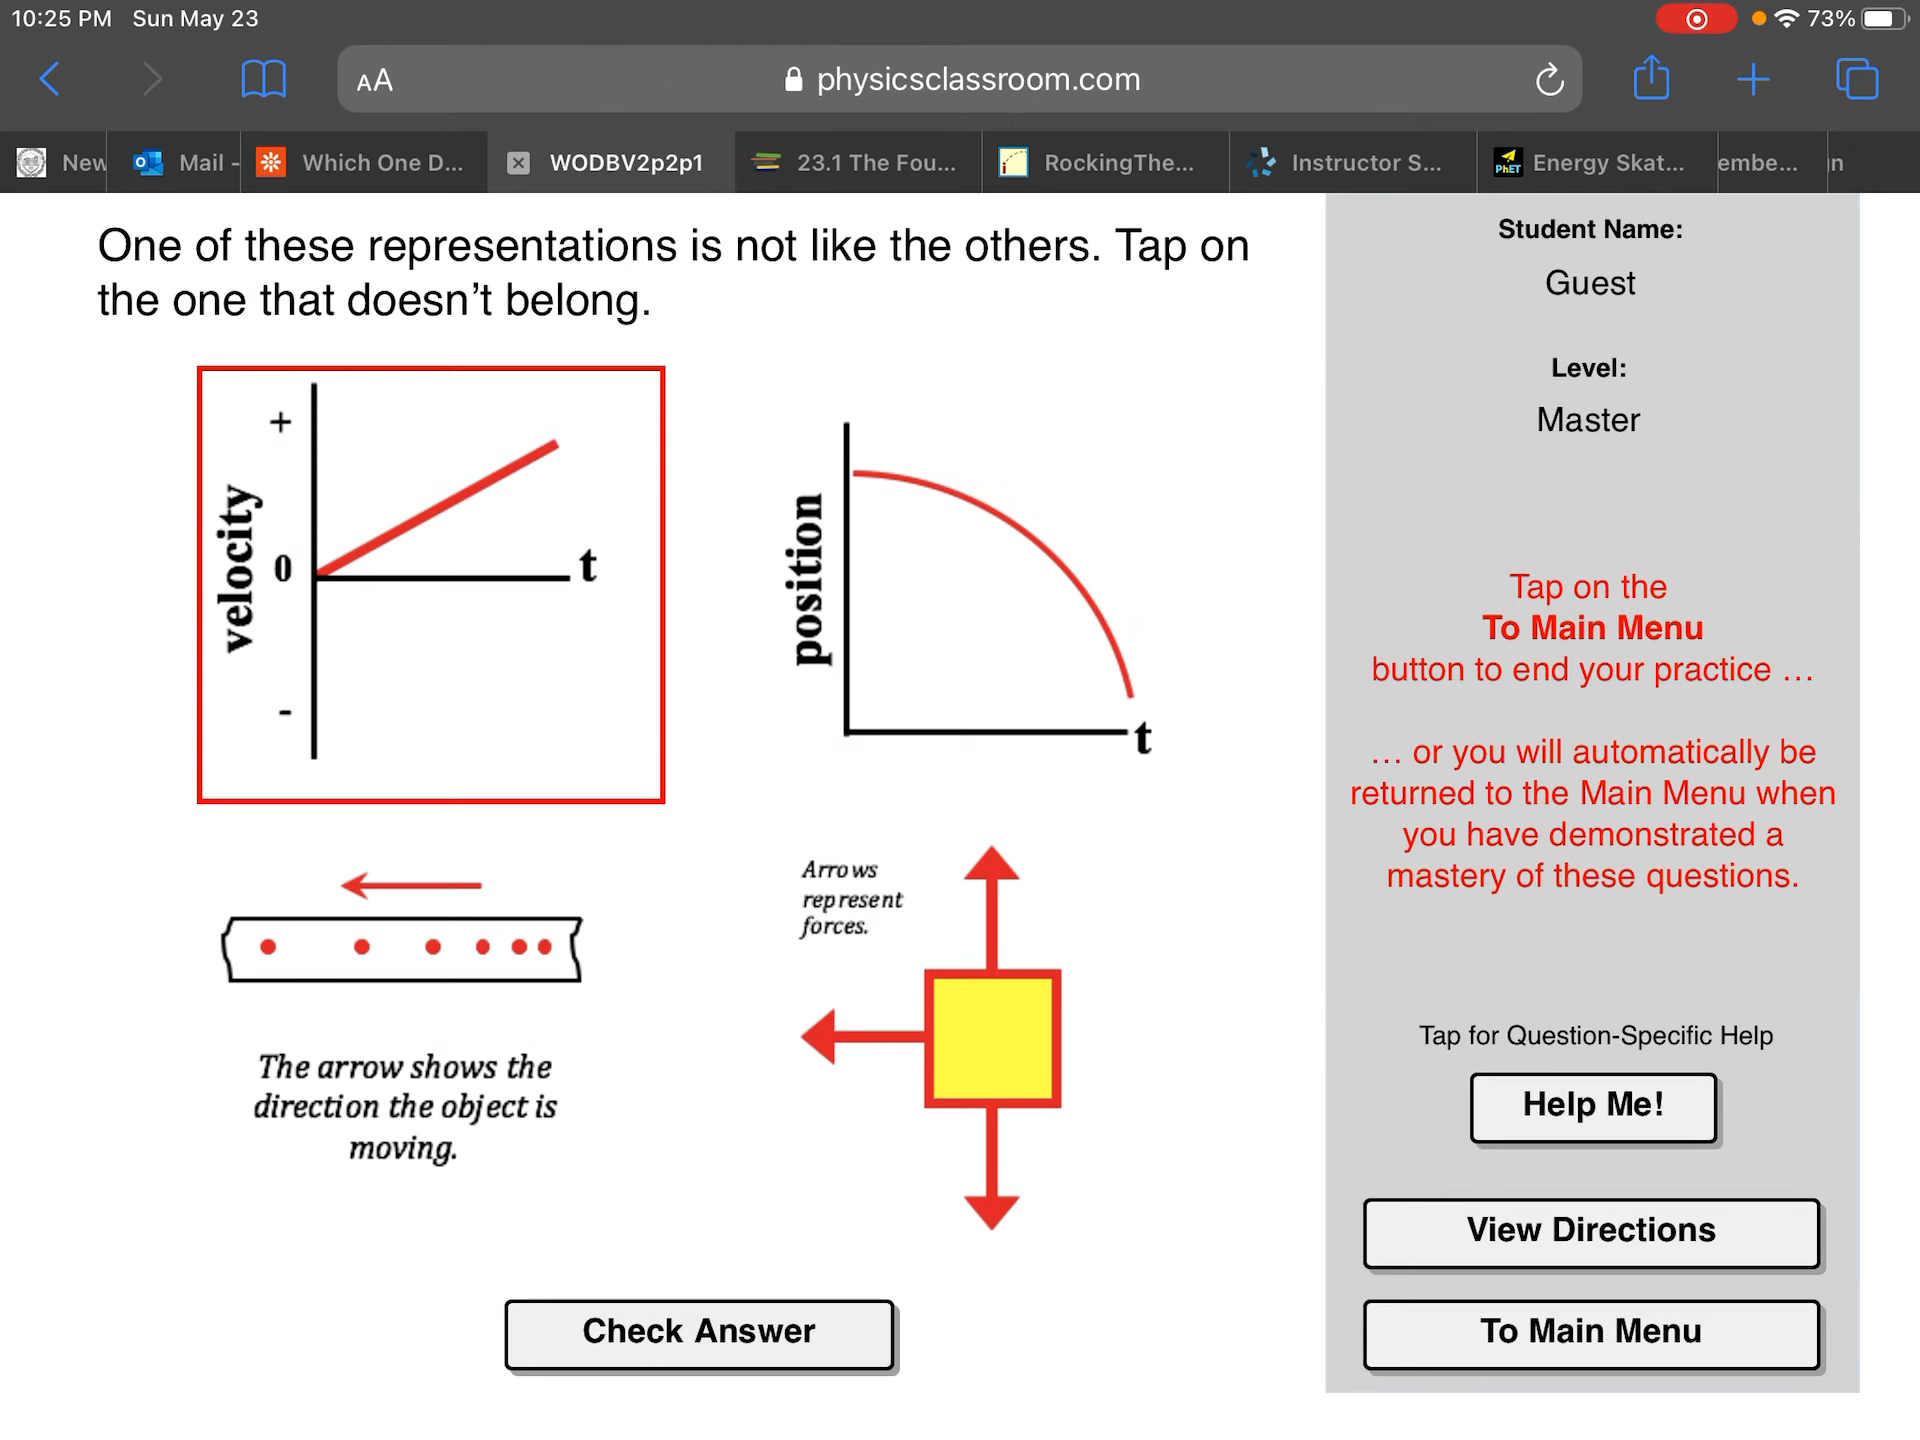 10:25 PM Sun May 23
73%
AA
physicsclassroom.com
New
Mail -
Which One D...
WODBV2p2p1
23.1 The Fou...
RockingThe...
Instructor S...
PhET
Energy Skat...
embe...
n
One of these representations is not like the others. Tap on
the one that doesn’t belong.
+
velocity
0
t
-
position
t
The arrow shows the
direction the object is
moving.
Arrows
represent
forces.
Check Answer
Student Name:
Guest
Level:
Master
Tap on the
To Main Menu
button to end your practice ...
... or you will automatically be
returned to the Main Menu when
you have demonstrated a
mastery of these questions.
Tap for Question-Specific Help
Help Me!
View Directions
To Main Menu